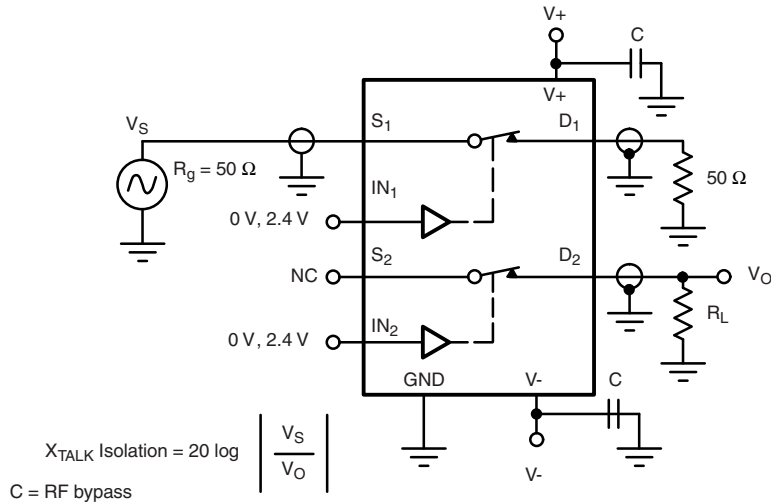 V+
C
V+
VS
S1
D1
Rg = 50 Ω
50 Ω
IN1
0 V, 2.4 V
S2
D2
NC
VO
IN2
RL
0 V, 2.4 V
GND
V-
C
XTALK Isolation = 20 log | VS / VO |
V-
C = RF bypass